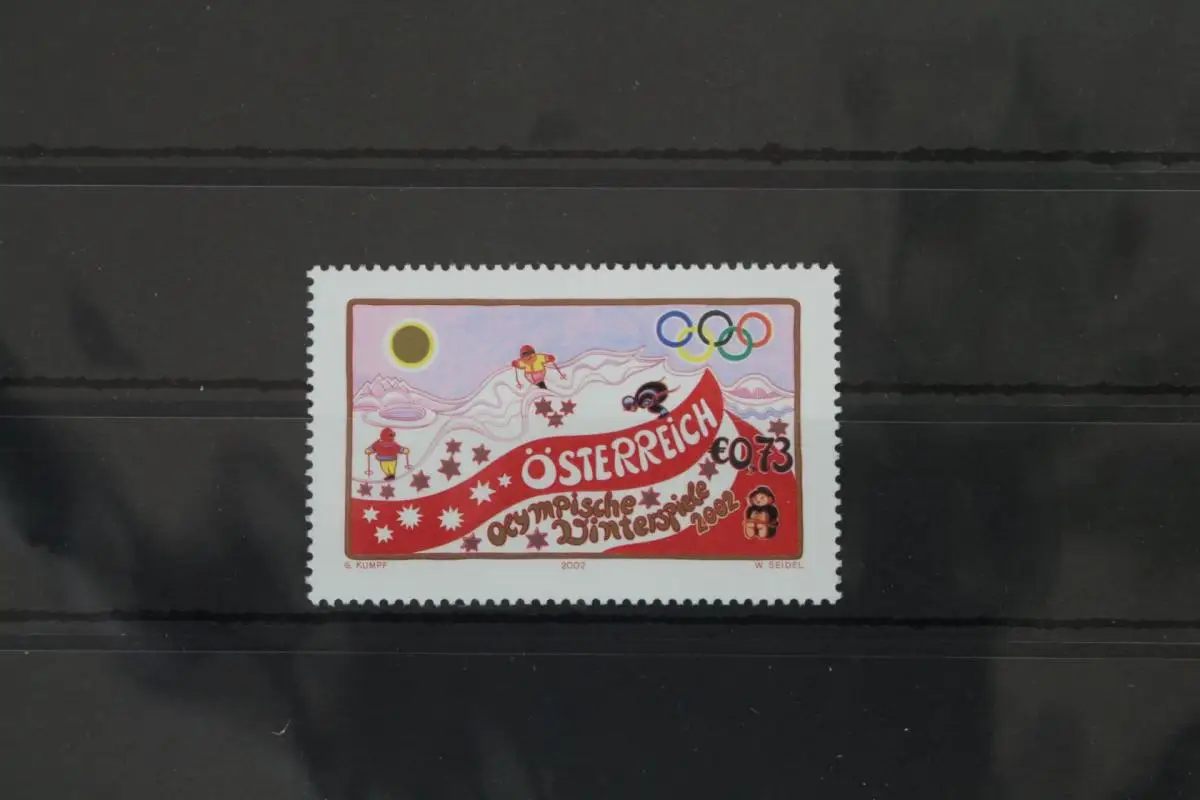 ÖSTERREICH
€0,73
Olympische
Winterspiele
2002
G. KUMPF 2002 W. SEIDEL